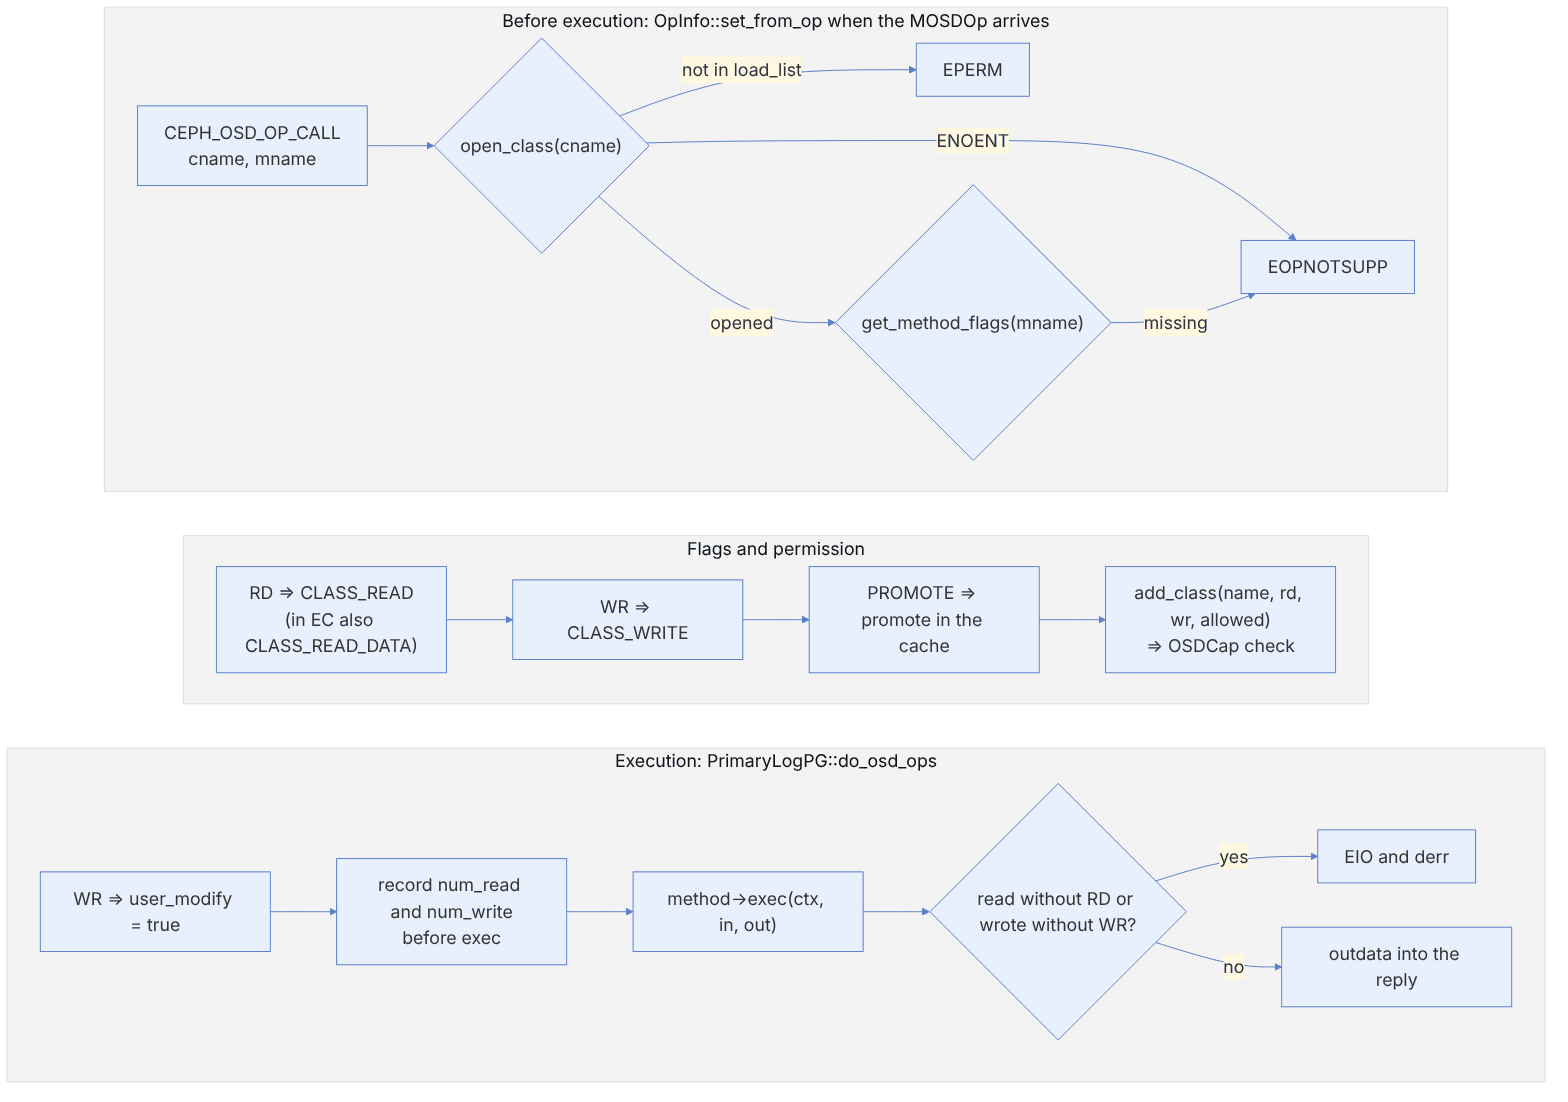 Before execution: OpInfo::set_from_op when the MOSDOp arrives
CEPH_OSD_OP_CALL
cname, mname
open_class(cname)
not in load_list
EPERM
ENOENT
opened
get_method_flags(mname)
missing
EOPNOTSUPP
Flags and permission
RD ⇒ CLASS_READ
(in EC also
CLASS_READ_DATA)
WR ⇒
CLASS_WRITE
PROMOTE ⇒
promote in the
cache
add_class(name, rd,
wr, allowed)
⇒ OSDCap check
Execution: PrimaryLogPG::do_osd_ops
WR ⇒ user_modify
= true
record num_read
and num_write
before exec
method→exec(ctx,
in, out)
read without RD or
wrote without WR?
yes
EIO and derr
no
outdata into the
reply